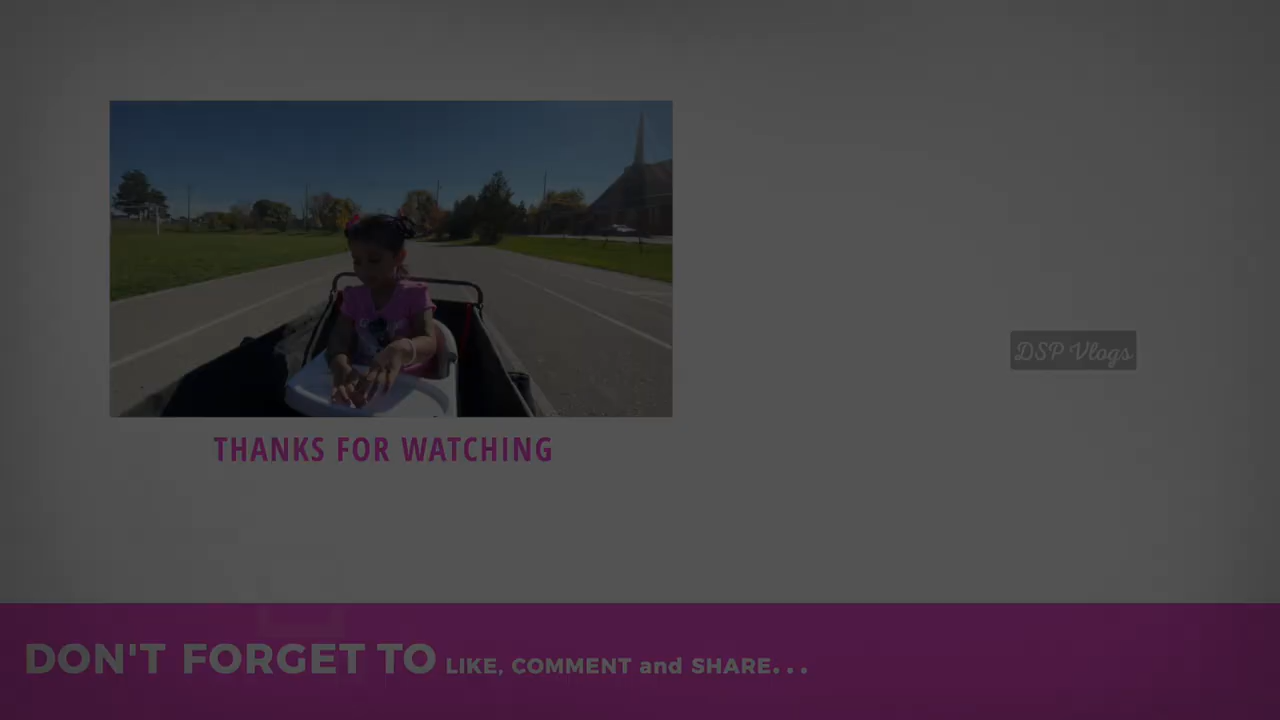 DSP Vlogs
THANKS FOR WATCHING
DON'T FORGET TO LIKE, COMMENT and SHARE...